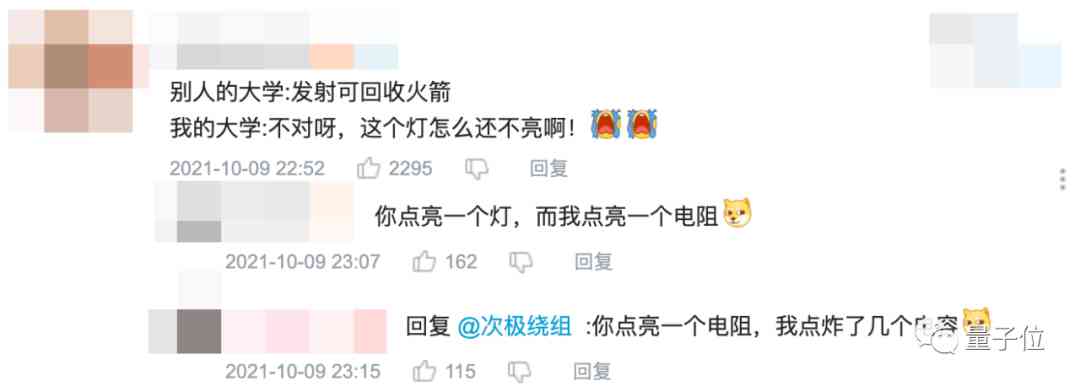 别人的大学:发射可回收火箭
我的大学:不对呀，这个灯怎么还不亮啊！
2021-10-09 22:52 2295 回复
你点亮一个灯，而我点亮一个电阻
2021-10-09 23:07 162 回复
回复 @次极绕组 :你点亮一个电阻，我点炸了几个电容
2021-10-09 23:15 115 回复
量子位